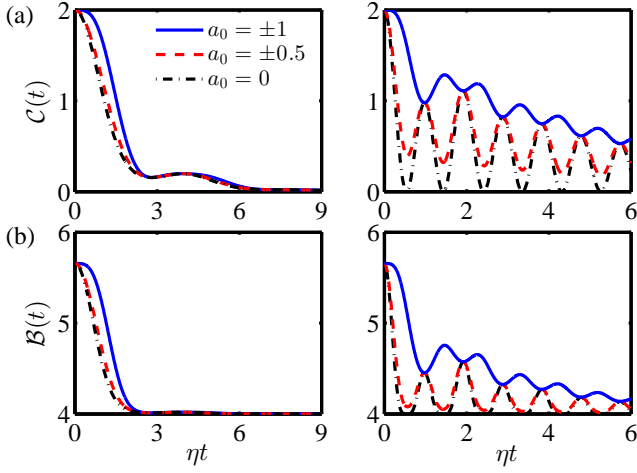 (a)
C(t)
2
1
0
a₀ = ±1
a₀ = ±0.5
a₀ = 0
0 3 6 9
2
1
0
0 2 4 6
(b)
B(t)
6
5
4
0 3 6 9
ηt
6
5
4
0 2 4 6
ηt